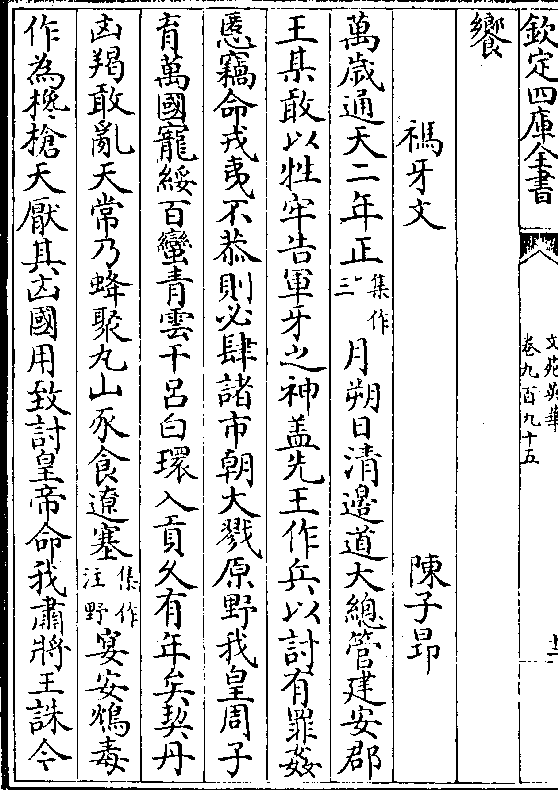 欽定四庫全書
文苑英華
卷九百九十五
十二
饗
禡牙文
陳子昂
萬歲通天二年正集作三月朔日清邊道大總管建安郡
王某敢以牲牢告軍牙之神盖先王作兵以討有罪姦
慝竊命戎夷不恭則必肆諸市朝大戮原野我皇周子
育萬國寵綏百蠻青雲干呂白環入貢久有年矣契丹
凶羯敢亂天常乃蜂聚丸山豕食遼塞集作汪野宴安鴆毒
作為欃槍天厭其凶國用致討皇帝命我肅將王誅令